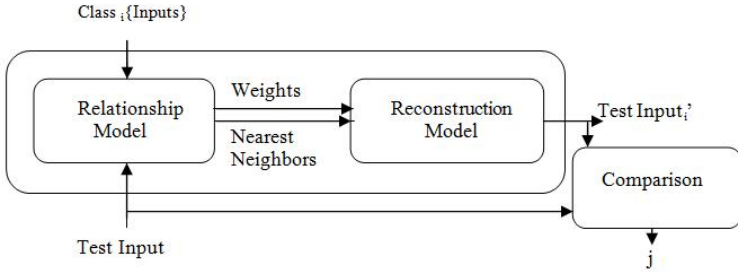 Class i{Inputs}
Relationship
Model
Weights
Nearest
Neighbors
Reconstruction
Model
Test Inputi’
Comparison
Test Input
j